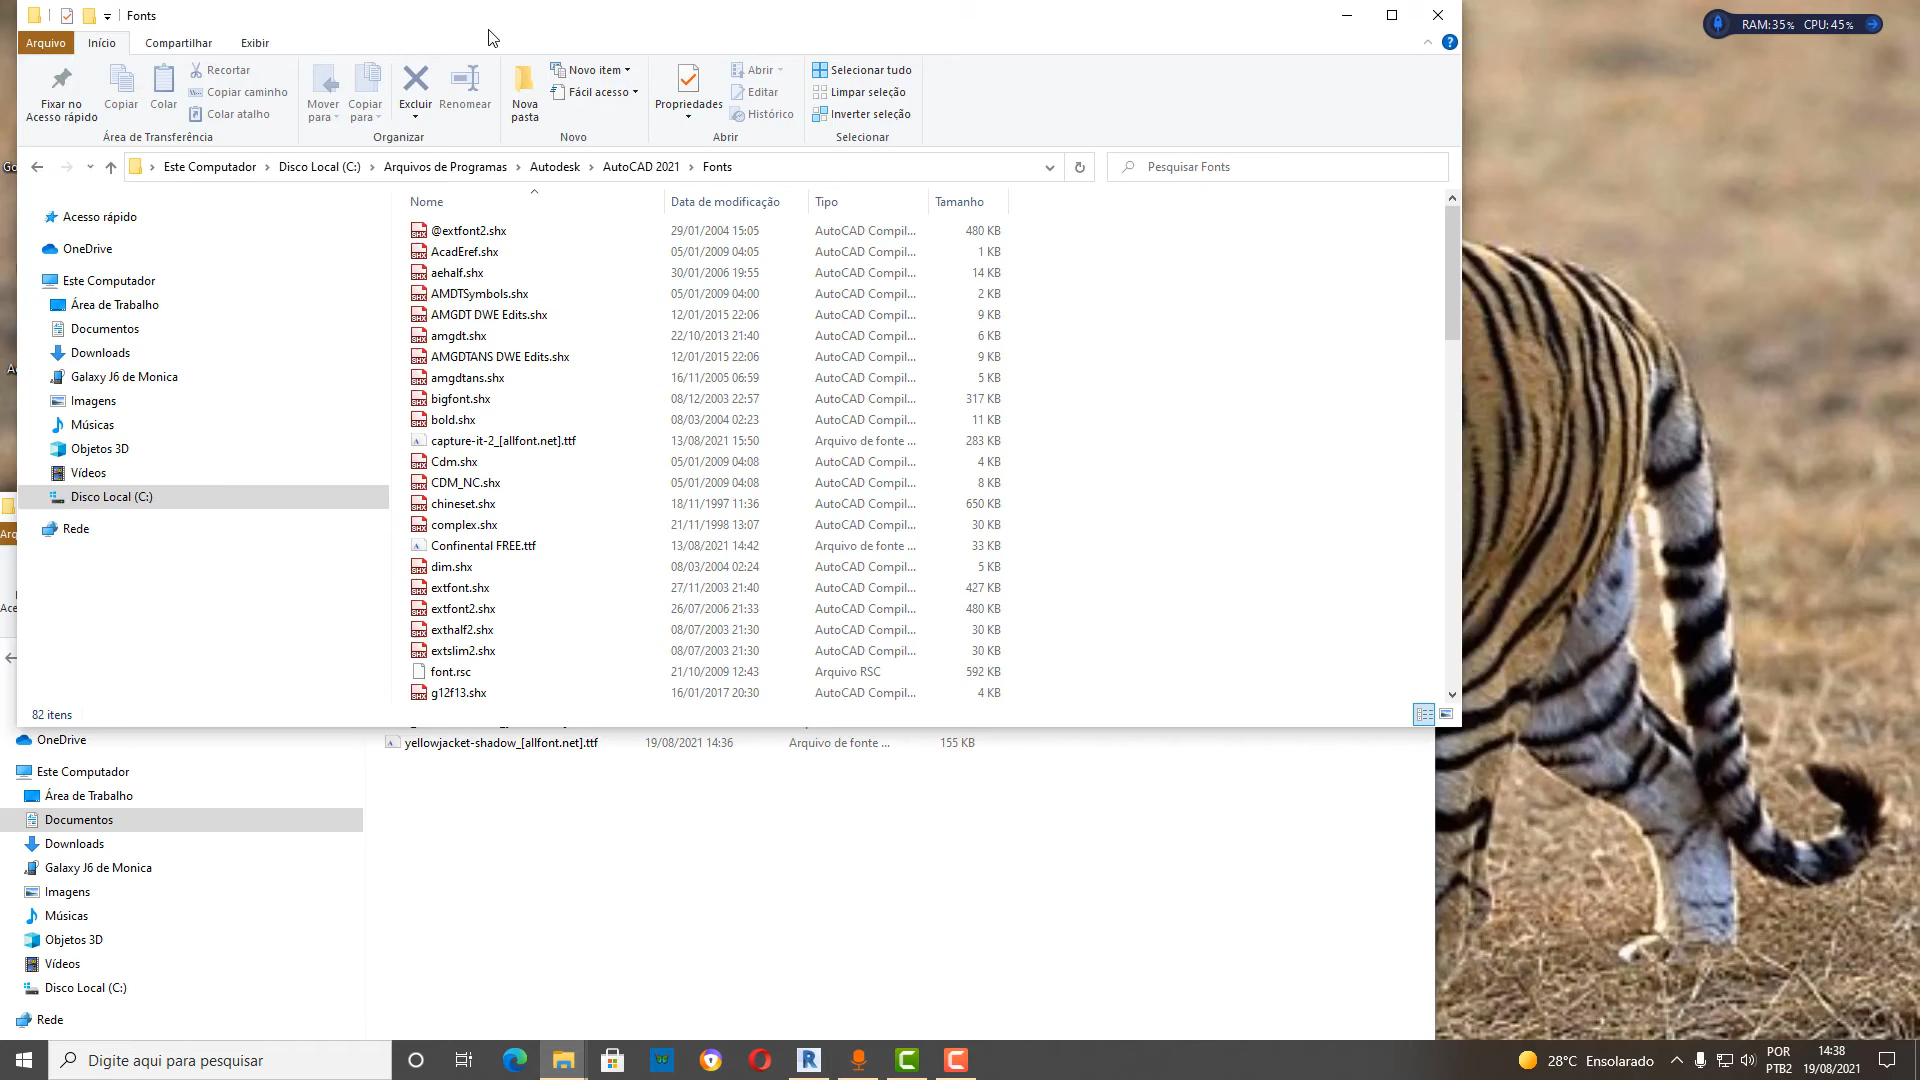 Fonts
Arquivo Início Compartilhar Exibir
Fixar no Acesso rápido
Copiar
Colar
Recortar
Copiar caminho
Colar atalho
Área de Transferência
Mover para
Copiar para
Excluir
Renomear
Organizar
Nova pasta
Novo item
Fácil acesso
Novo
Propriedades
Abrir
Editar
Histórico
Abrir
Selecionar tudo
Limpar seleção
Inverter seleção
Selecionar
Este Computador Disco Local (C:) Arquivos de Programas Autodesk AutoCAD 2021 Fonts
Pesquisar Fonts
Acesso rápido
OneDrive
Este Computador
Área de Trabalho
Documentos
Downloads
Galaxy J6 de Monica
Imagens
Músicas
Objetos 3D
Vídeos
Disco Local (C:)
Rede
Nome Data de modificação Tipo Tamanho
@extfont2.shx 29/01/2004 15:05 AutoCAD Compil... 480 KB
AcadEref.shx 05/01/2009 04:05 AutoCAD Compil... 1 KB
aehalf.shx 30/01/2006 19:55 AutoCAD Compil... 14 KB
AMDTSymbols.shx 05/01/2009 04:00 AutoCAD Compil... 2 KB
AMGDT DWE Edits.shx 12/01/2015 22:06 AutoCAD Compil... 9 KB
amgdt.shx 22/10/2013 21:40 AutoCAD Compil... 6 KB
AMGDTANS DWE Edits.shx 12/01/2015 22:06 AutoCAD Compil... 9 KB
amgdtans.shx 16/11/2005 06:59 AutoCAD Compil... 5 KB
bigfont.shx 08/12/2003 22:57 AutoCAD Compil... 317 KB
bold.shx 08/03/2004 02:23 AutoCAD Compil... 11 KB
capture-it-2_[allfont.net].ttf 13/08/2021 15:50 Arquivo de fonte ... 283 KB
Cdm.shx 05/01/2009 04:08 AutoCAD Compil... 4 KB
CDM_NC.shx 05/01/2009 04:08 AutoCAD Compil... 8 KB
chineset.shx 18/11/1997 11:36 AutoCAD Compil... 650 KB
complex.shx 21/11/1998 13:07 AutoCAD Compil... 30 KB
Confinental FREE.ttf 13/08/2021 14:42 Arquivo de fonte ... 33 KB
dim.shx 08/03/2004 02:24 AutoCAD Compil... 5 KB
extfont.shx 27/11/2003 21:40 AutoCAD Compil... 427 KB
extfont2.shx 26/07/2006 21:33 AutoCAD Compil... 480 KB
exthalf2.shx 08/07/2003 21:30 AutoCAD Compil... 30 KB
extslim2.shx 08/07/2003 21:30 AutoCAD Compil... 30 KB
font.rsc 21/10/2009 12:43 Arquivo RSC 592 KB
g12f13.shx 16/01/2017 20:30 AutoCAD Compil... 4 KB
82 itens
yellowjacket-shadow_[allfont.net].ttf 19/08/2021 14:36 Arquivo de fonte ... 155 KB
OneDrive
Este Computador
Área de Trabalho
Documentos
Downloads
Galaxy J6 de Monica
Imagens
Músicas
Objetos 3D
Vídeos
Disco Local (C:)
Rede
RAM:35% CPU:45%
Digite aqui para pesquisar
28°C Ensolarado
POR
PTB2
14:38
19/08/2021